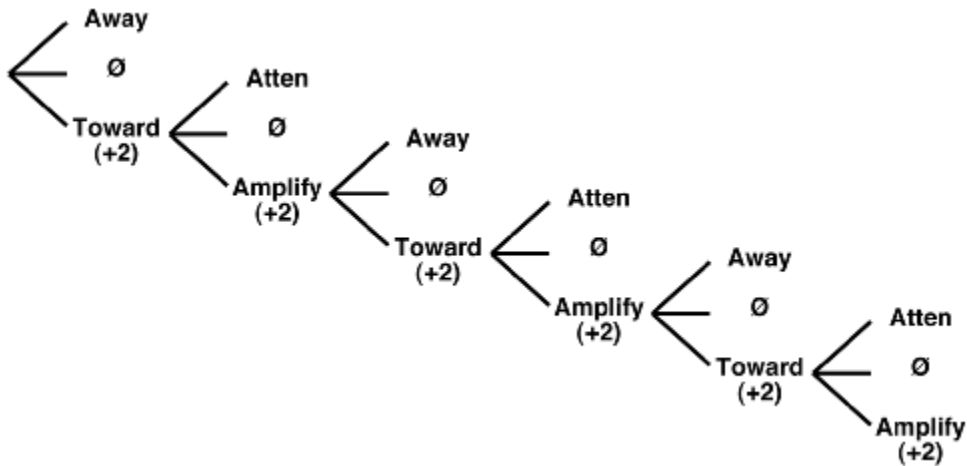 Away
Ø
Toward
(+2)
Atten
Ø
Amplify
(+2)
Away
Ø
Toward
(+2)
Atten
Ø
Amplify
(+2)
Away
Ø
Toward
(+2)
Atten
Ø
Amplify
(+2)